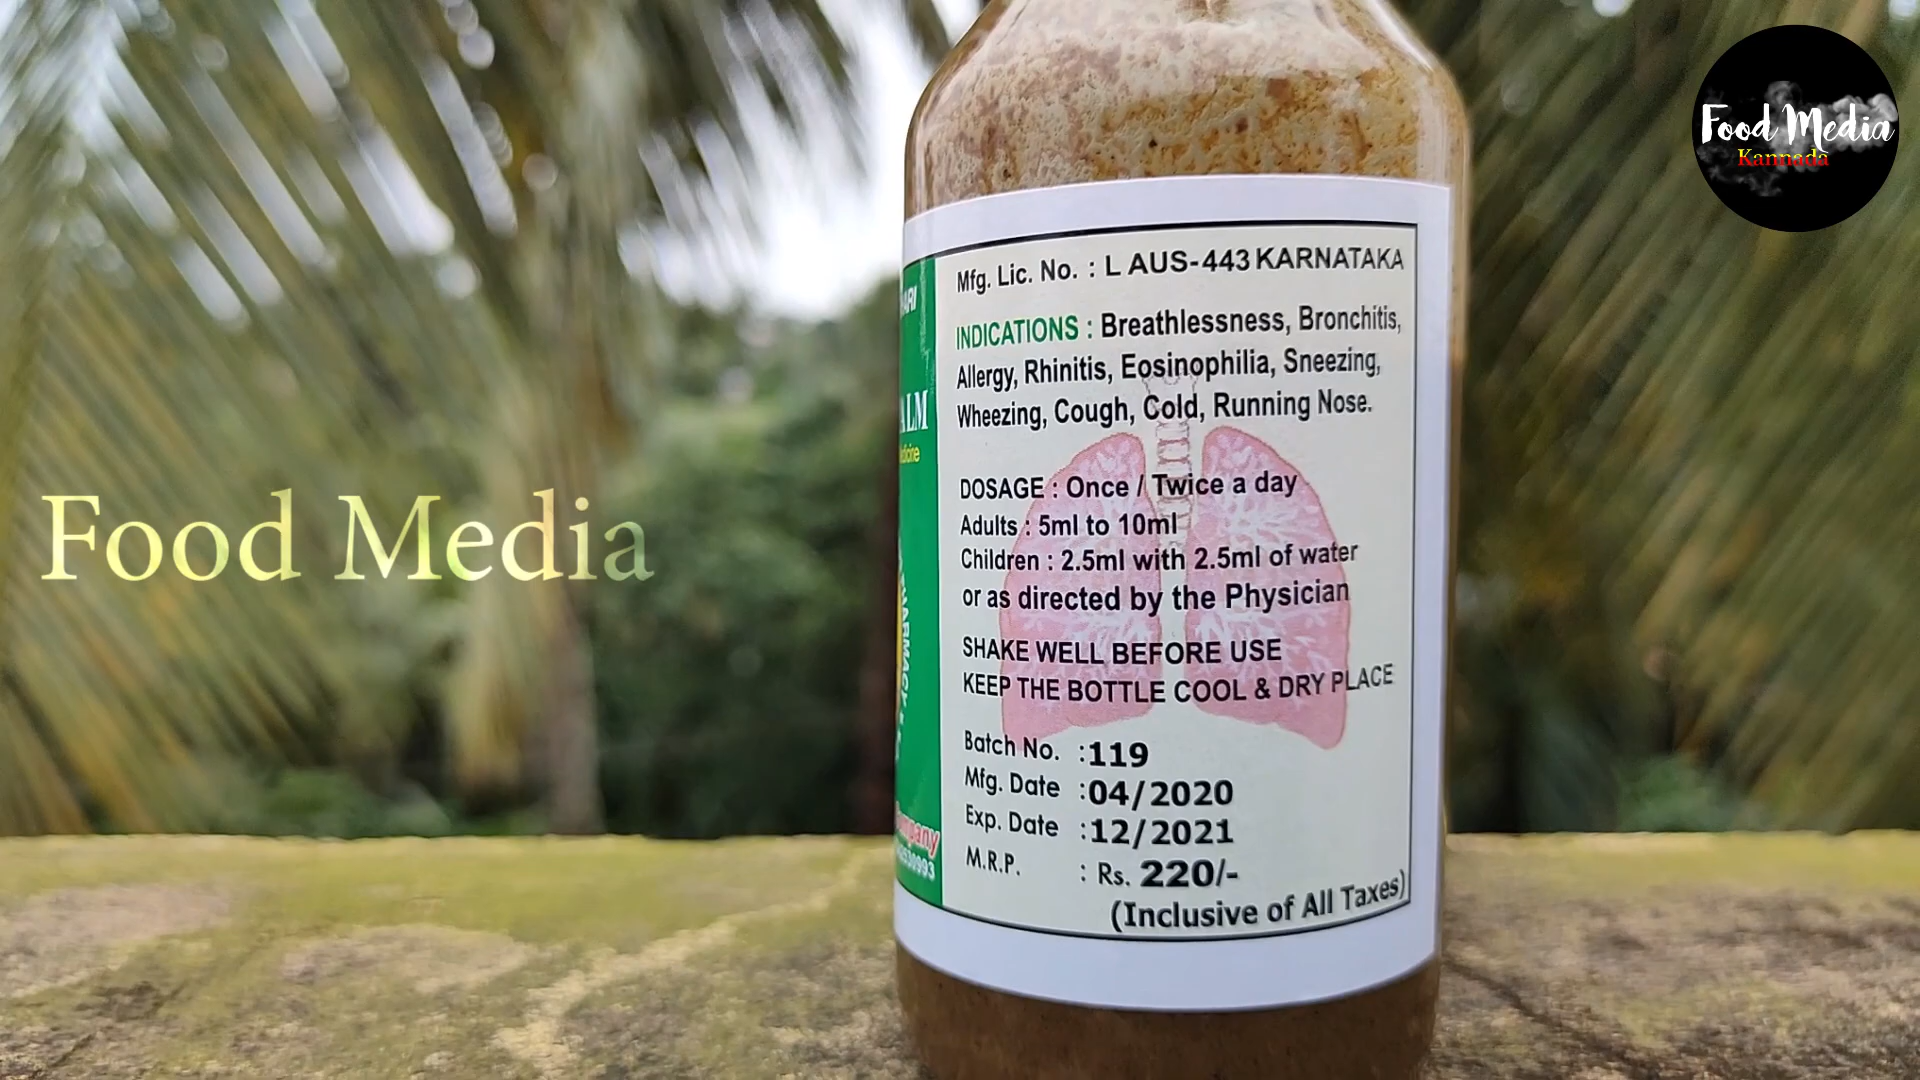 Food Media
Kannada
Food Media
ARI
ALM
Mfg. Lic. No. : L AUS-443 KARNATAKA
INDICATIONS : Breathlessness, Bronchitis,
Allergy, Rhinitis, Eosinophilia, Sneezing,
Wheezing, Cough, Cold, Running Nose.
DOSAGE : Once / Twice a day
Adults : 5ml to 10ml
Children : 2.5ml with 2.5ml of water
or as directed by the Physician
SHAKE WELL BEFORE USE
KEEP THE BOTTLE COOL & DRY PLACE
Batch No. :119
Mfg. Date :04/2020
Exp. Date :12/2021
M.R.P. : Rs. 220/-
(Inclusive of All Taxes)